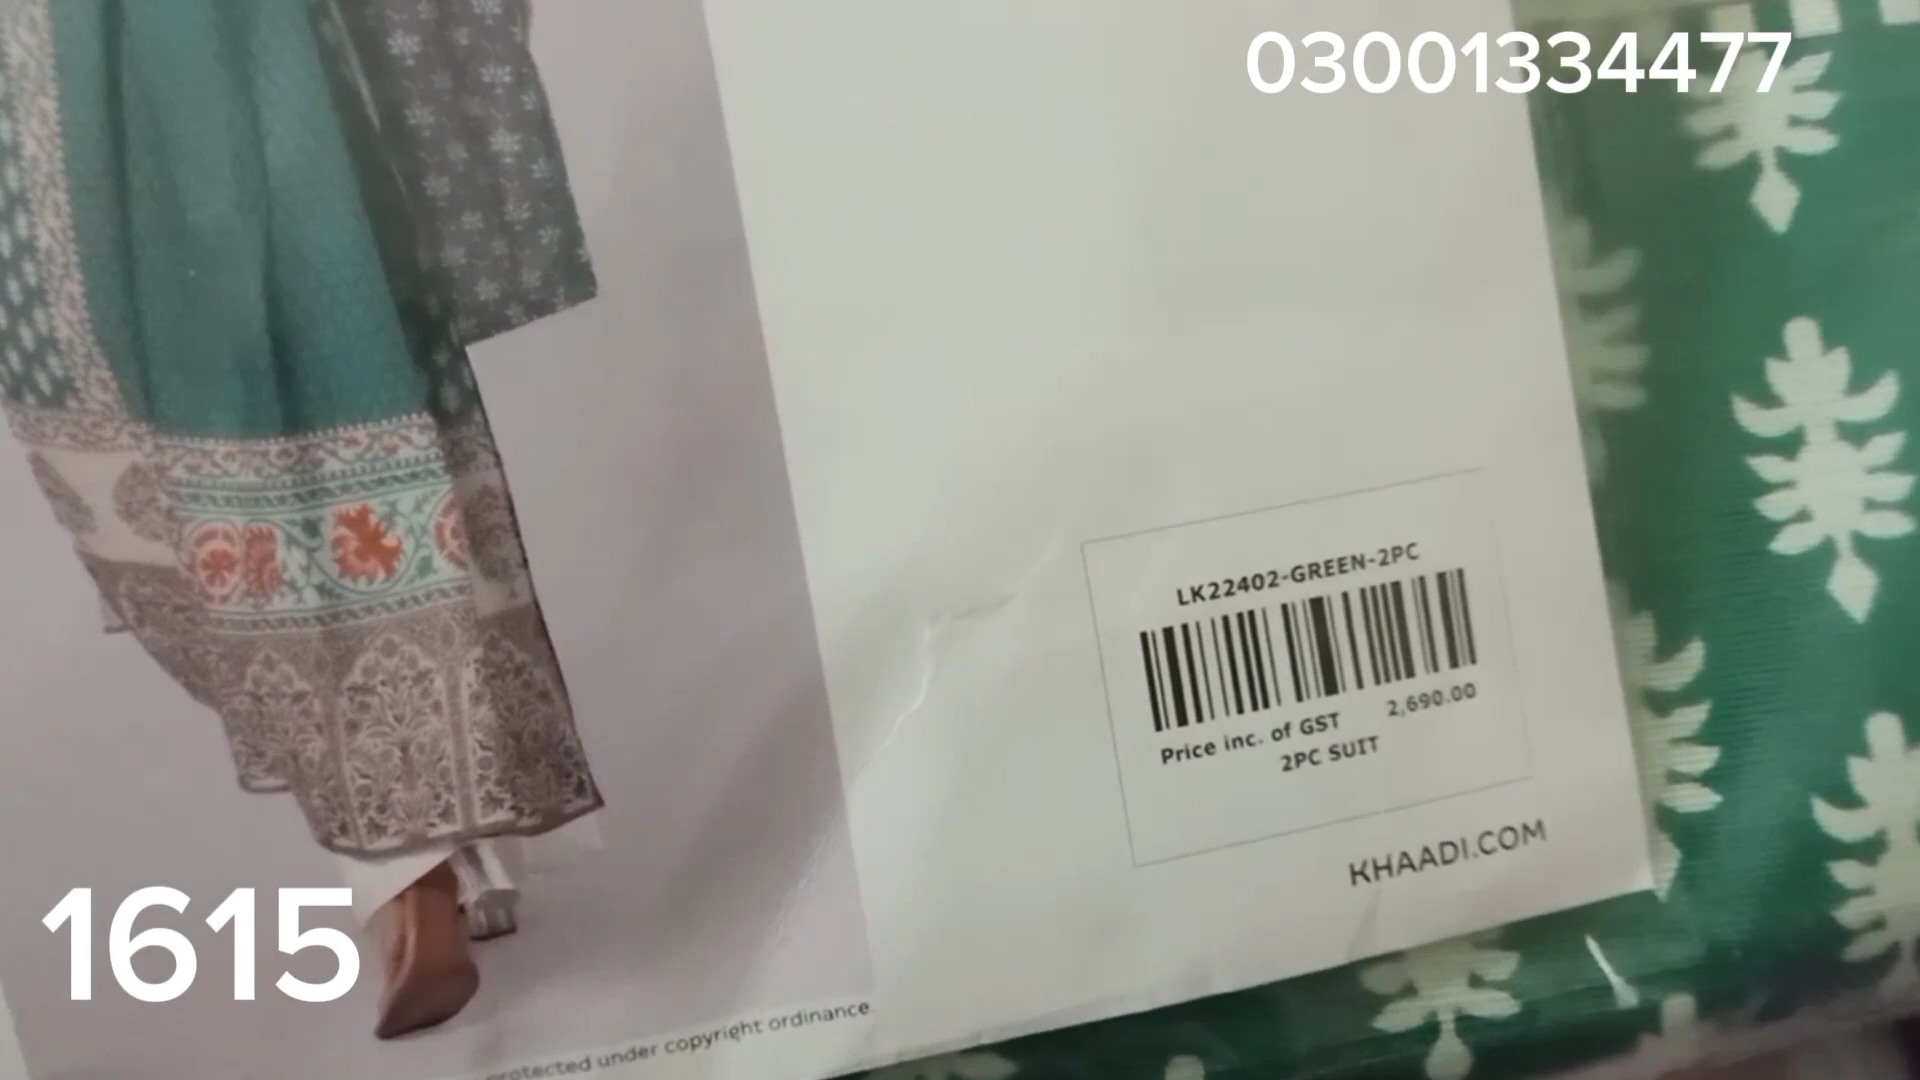 03001334477
LK22402-GREEN-2PC
Price inc. of GST 2,690.00
2PC SUIT
KHAADI.COM
1615
protected under copyright ordinance.